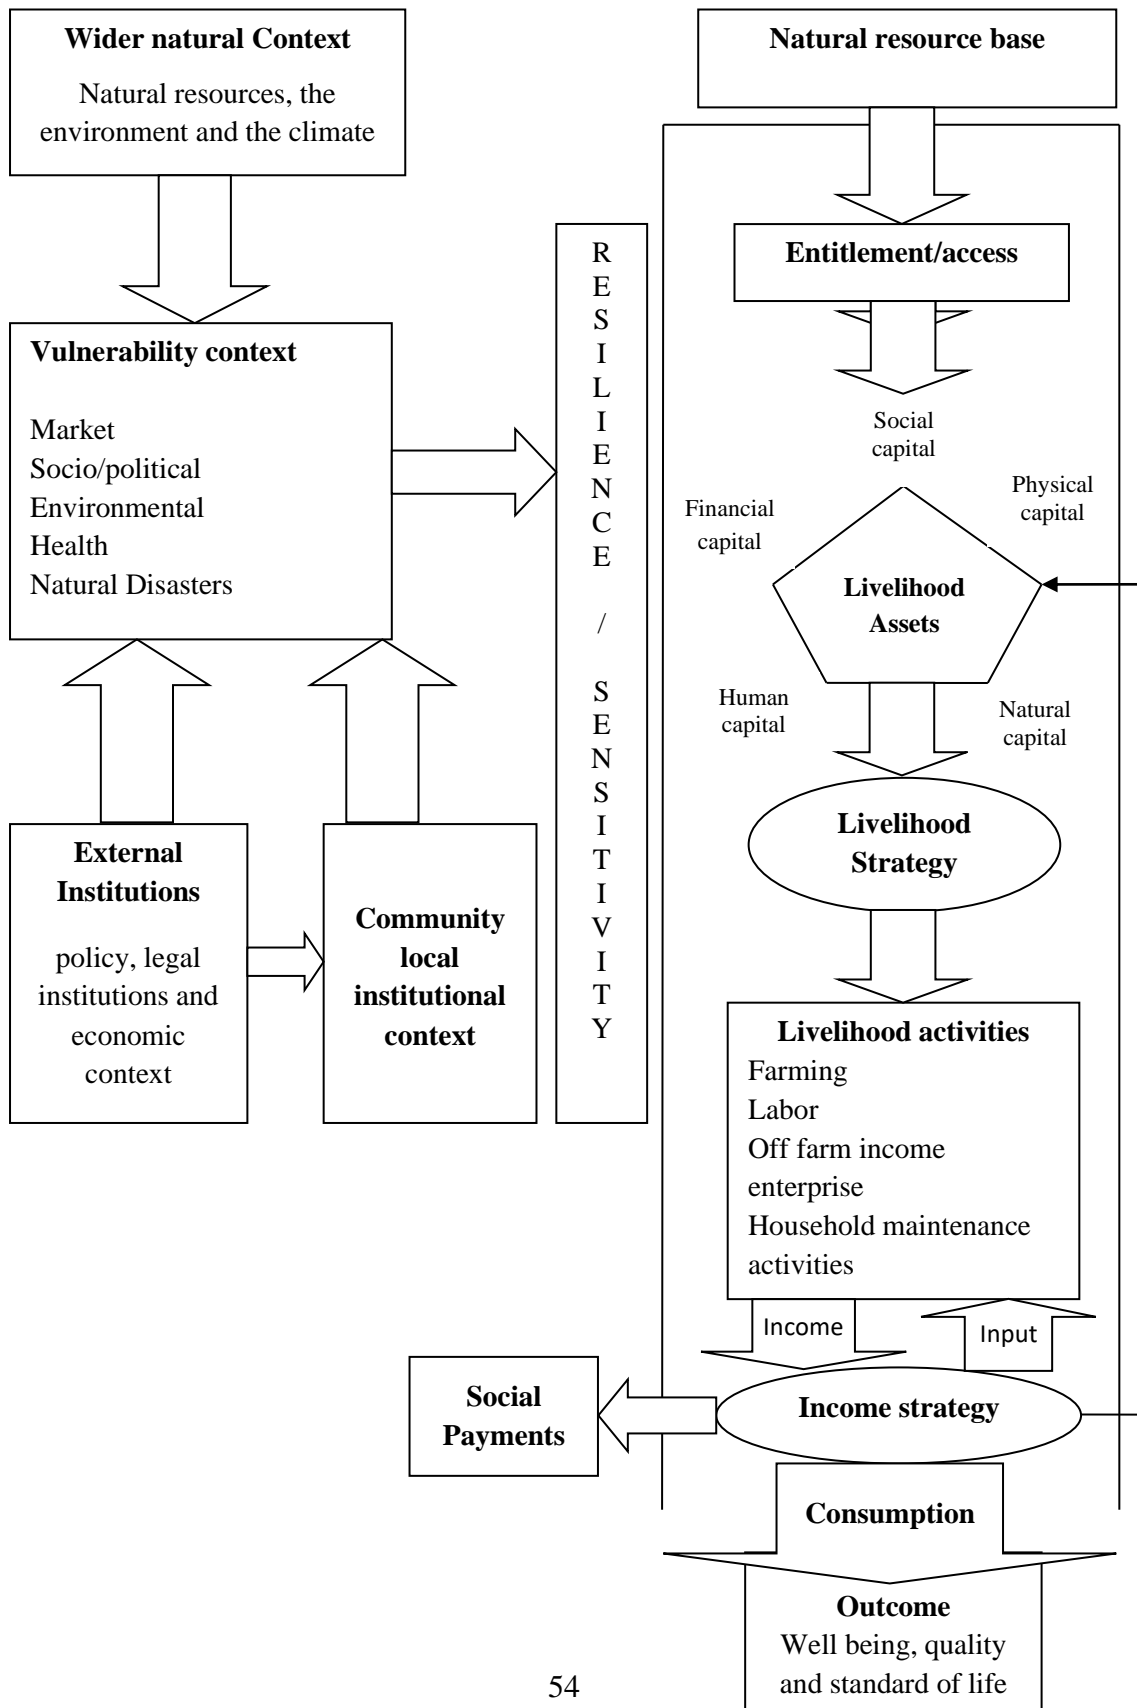 Wider natural Context
Natural resources, the
environment and the climate
Natural resource base
Entitlement/access
Vulnerability context
Market
Socio/political
Environmental
Health
Natural Disasters
R
E
S
I
L
I
E
N
C
E
/
S
E
N
S
I
T
I
V
I
T
Y
Social
capital
Financial
capital
Physical
capital
Livelihood
Assets
Human
capital
Natural
capital
Livelihood
Strategy
External
Institutions
policy, legal
institutions and
economic
context
Community
local
institutional
context
Livelihood activities
Farming
Labor
Off farm income
enterprise
Household maintenance
activities
Income
Input
Social
Payments
Income strategy
Consumption
Outcome
Well being, quality
and standard of life
54